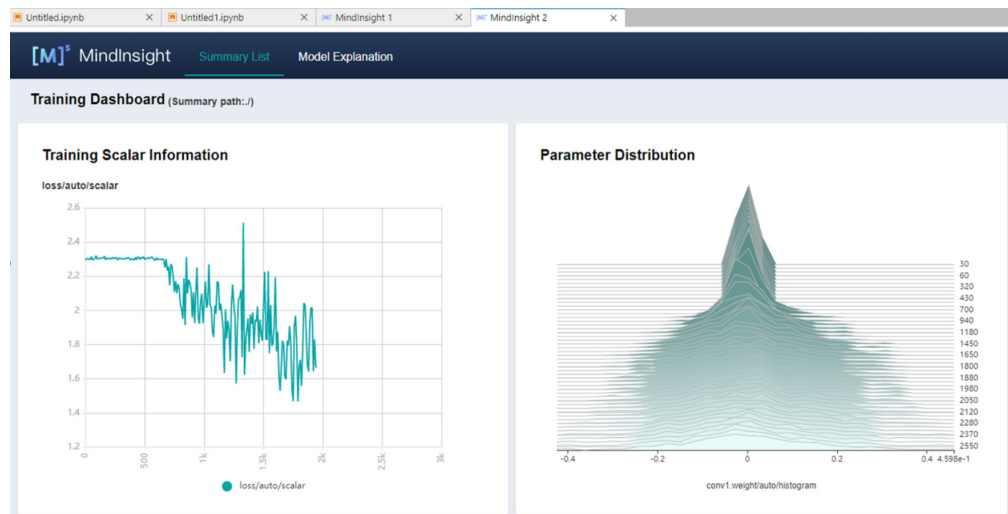 Untitled.ipynb
Untitled1.ipynb
MindInsight 1
MindInsight 2
[M]s MindInsight
Summary List
Model Explanation
Training Dashboard (Summary path:./)
Training Scalar Information
loss/auto/scalar
2.6
2.4
2.2
2
1.8
1.6
1.4
1.2
0
500
1k
1.5k
2k
2.5k
3k
loss/auto/scalar
Parameter Distribution
30
60
320
430
700
940
1180
1450
1650
1800
1880
1980
2050
2120
2280
2370
2550
-0.4
-0.2
0
0.2
0.4
4.598e-1
conv1.weight/auto/histogram